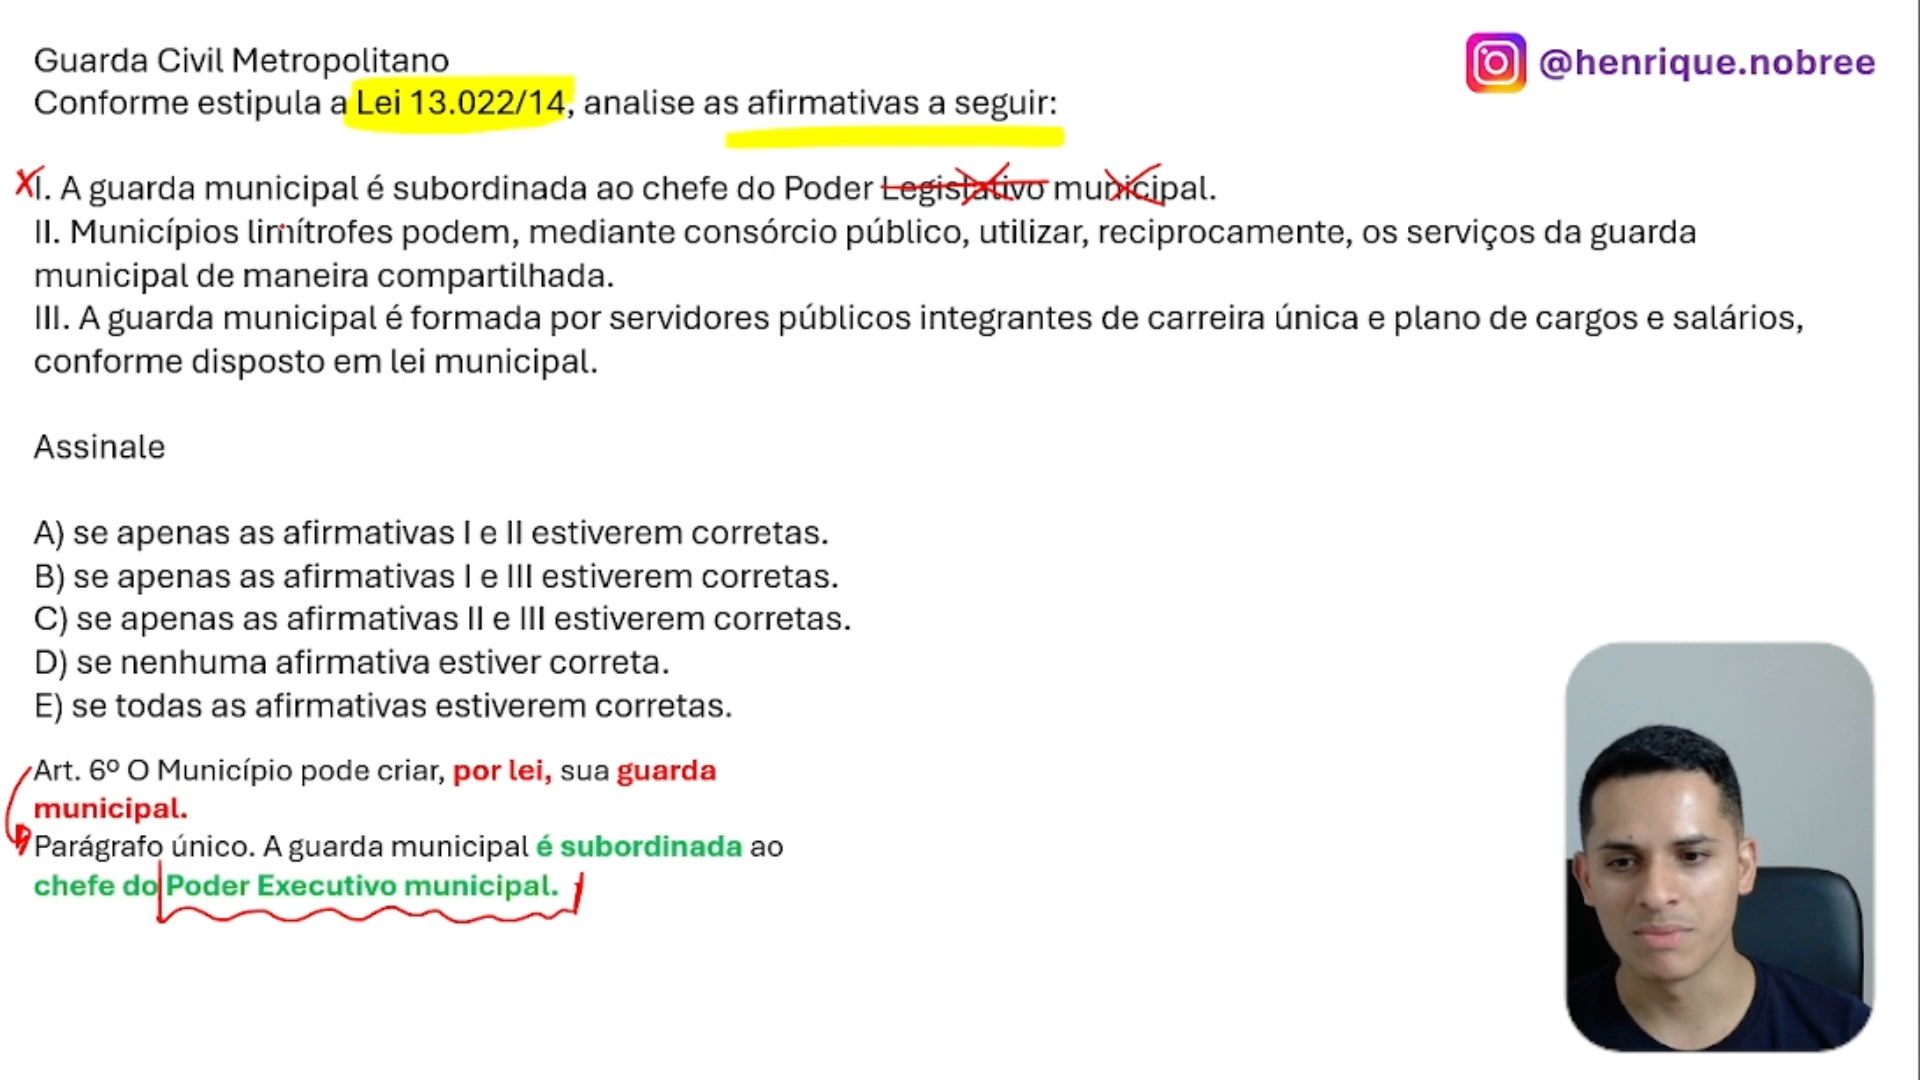 Guarda Civil Metropolitano
@henrique.nobree
Conforme estipula a Lei 13.022/14, analise as afirmativas a seguir:
I. A guarda municipal é subordinada ao chefe do Poder Legislativo municipal.
II. Municípios limítrofes podem, mediante consórcio público, utilizar, reciprocamente, os serviços da guarda
municipal de maneira compartilhada.
III. A guarda municipal é formada por servidores públicos integrantes de carreira única e plano de cargos e salários,
conforme disposto em lei municipal.
Assinale
A) se apenas as afirmativas I e II estiverem corretas.
B) se apenas as afirmativas I e III estiverem corretas.
C) se apenas as afirmativas II e III estiverem corretas.
D) se nenhuma afirmativa estiver correta.
E) se todas as afirmativas estiverem corretas.
Art. 6º O Município pode criar, por lei, sua guarda
municipal.
Parágrafo único. A guarda municipal é subordinada ao
chefe do Poder Executivo municipal.